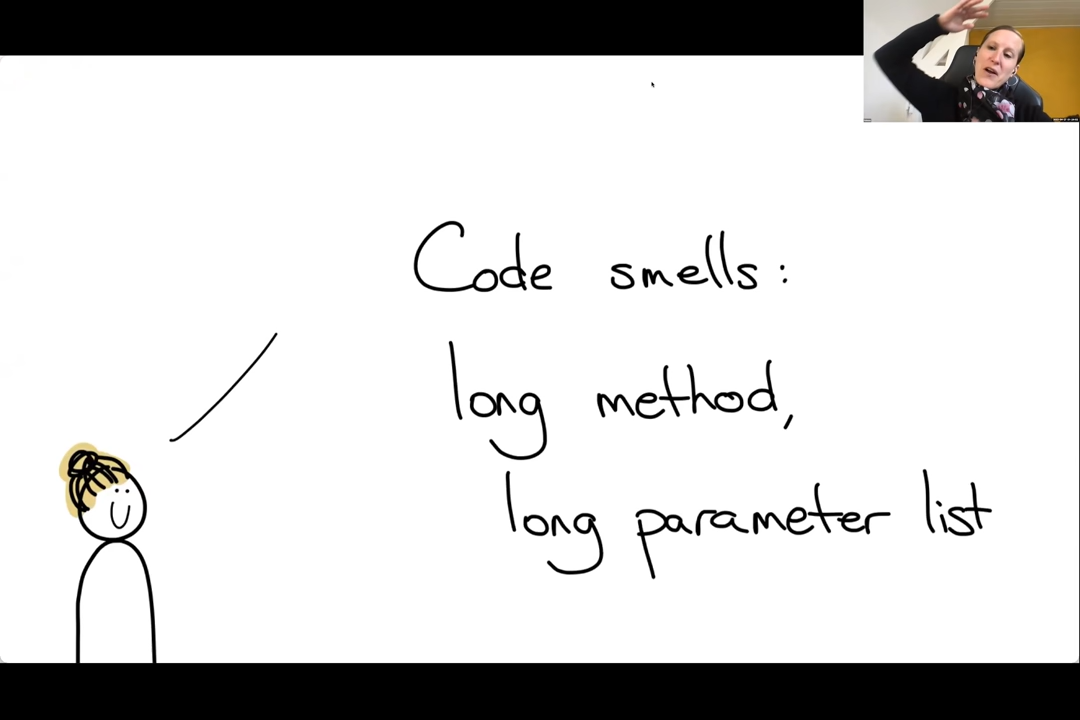 Code smells:
long method,
long parameter list